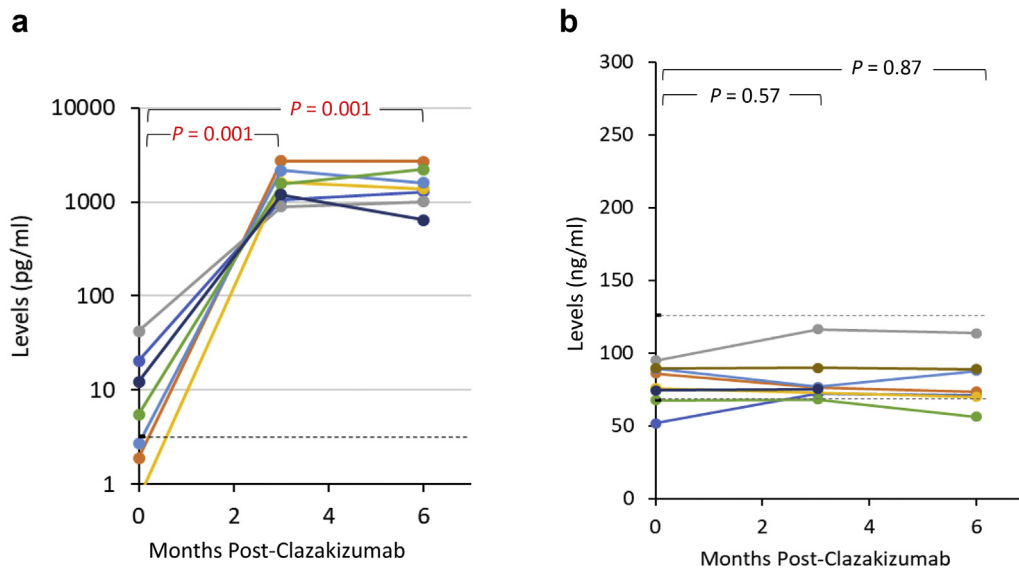 a
P = 0.001
P = 0.001
10000
1000
100
10
1
0
2
4
6
Levels (pg/ml)
Months Post-Clazakizumab
b
P = 0.87
P = 0.57
300
250
200
150
100
50
0
0
2
4
6
Levels (ng/ml)
Months Post-Clazakizumab